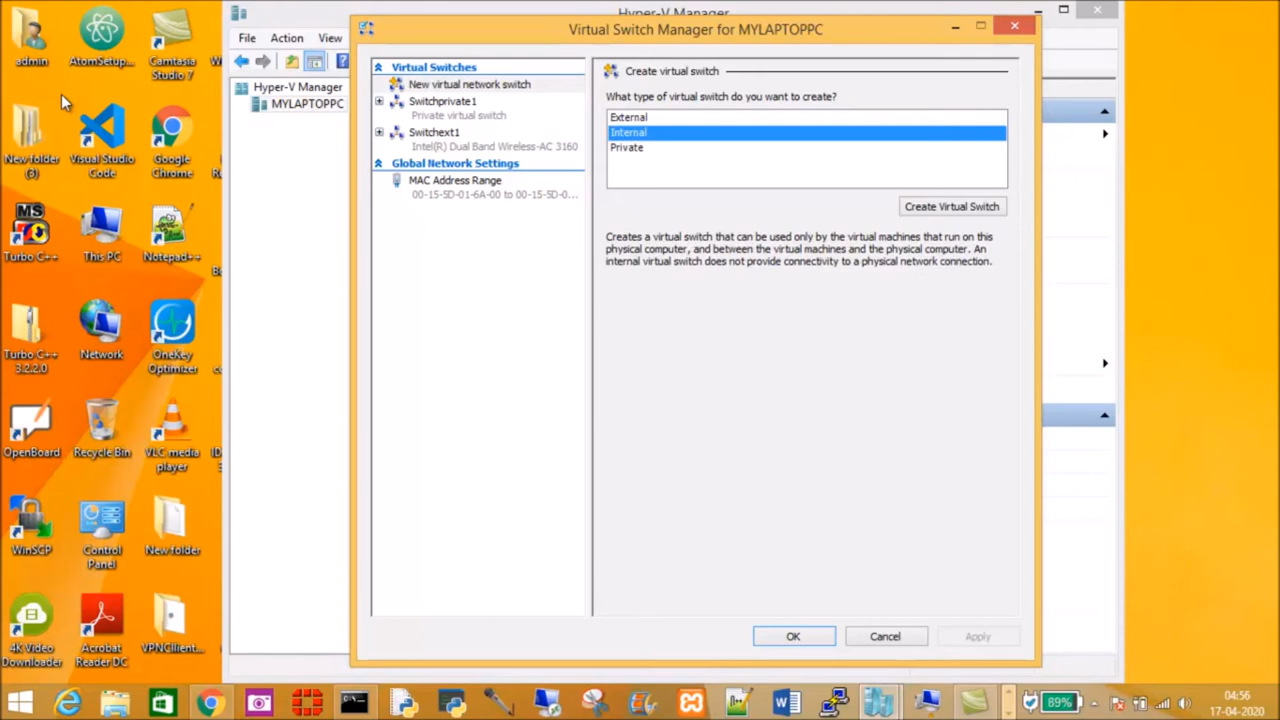 Hyper-V Manager
Virtual Switch Manager for MYLAPTOPPC
File Action View
Hyper-V Manager
MYLAPTOPPC
Virtual Switches
New virtual network switch
Switchprivate1
Private virtual switch
Switchext1
Intel(R) Dual Band Wireless-AC 3160
Global Network Settings
MAC Address Range
00-15-5D-01-6A-00 to 00-15-5D-0...
Create virtual switch
What type of virtual switch do you want to create?
External
Internal
Private
Create Virtual Switch
Creates a virtual switch that can be used only by the virtual machines that run on this
physical computer, and between the virtual machines and the physical computer. An
internal virtual switch does not provide connectivity to a physical network connection.
OK Cancel Apply
admin
AtomSetup...
Camtasia
Studio 7
New folder
(3)
Visual Studio
Code
Google
Chrome
MS
Turbo C++
This PC
Notepad++
Turbo C++
3.2.2.0
Network
OneKey
Optimizer
OpenBoard
Recycle Bin
VLC media
player
WinSCP
Control
Panel
New folder
4K Video
Downloader
Acrobat
Reader DC
VPNClient...
89%
04:56
17-04-2020